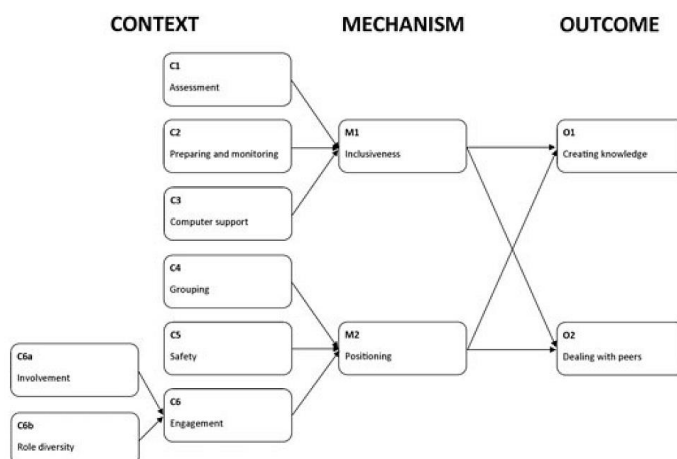 CONTEXT
MECHANISM
OUTCOME
C1
Assessment
C2
Preparing and monitoring
C3
Computer support
C4
Grouping
C5
Safety
C6
Engagement
C6a
Involvement
C6b
Role diversity
M1
Inclusiveness
M2
Positioning
O1
Creating knowledge
O2
Dealing with peers